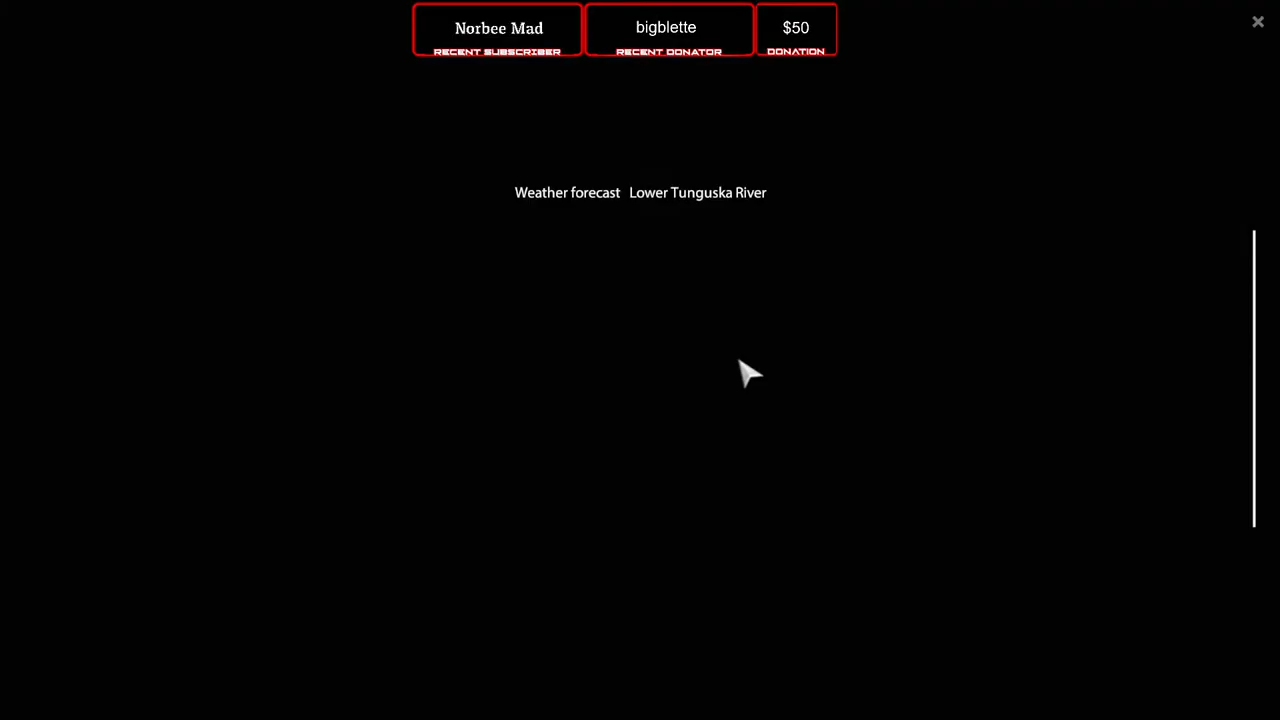 Norbee Mad bigblette $50
RECENT SUBSCRIBER RECENT DONATOR DONATION
Weather forecast Lower Tunguska River